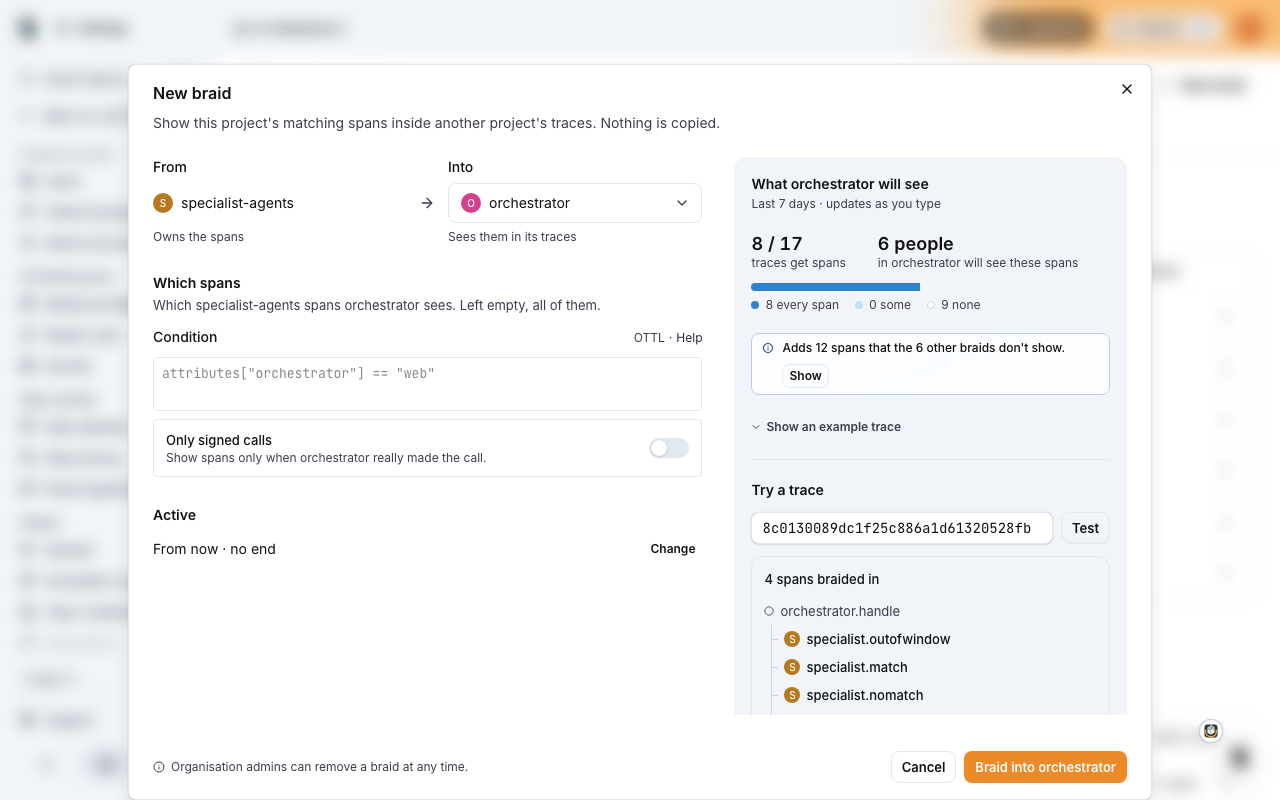 New braid
Show this project's matching spans inside another project's traces. Nothing is copied.
From
Into
S specialist-agents
→
O orchestrator
Owns the spans
Sees them in its traces
Which spans
Which specialist-agents spans orchestrator sees. Left empty, all of them.
Condition
OTTL · Help
attributes["orchestrator"] == "web"
Only signed calls
Show spans only when orchestrator really made the call.
Active
From now · no end
Change
What orchestrator will see
Last 7 days · updates as you type
8 / 17
traces get spans
6 people
in orchestrator will see these spans
8 every span
0 some
9 none
Adds 12 spans that the 6 other braids don't show.
Show
Show an example trace
Try a trace
8c0130089dc1f25c886a1d61320528fb
Test
4 spans braided in
orchestrator.handle
S specialist.outofwindow
S specialist.match
S specialist.nomatch
Organisation admins can remove a braid at any time.
Cancel
Braid into orchestrator